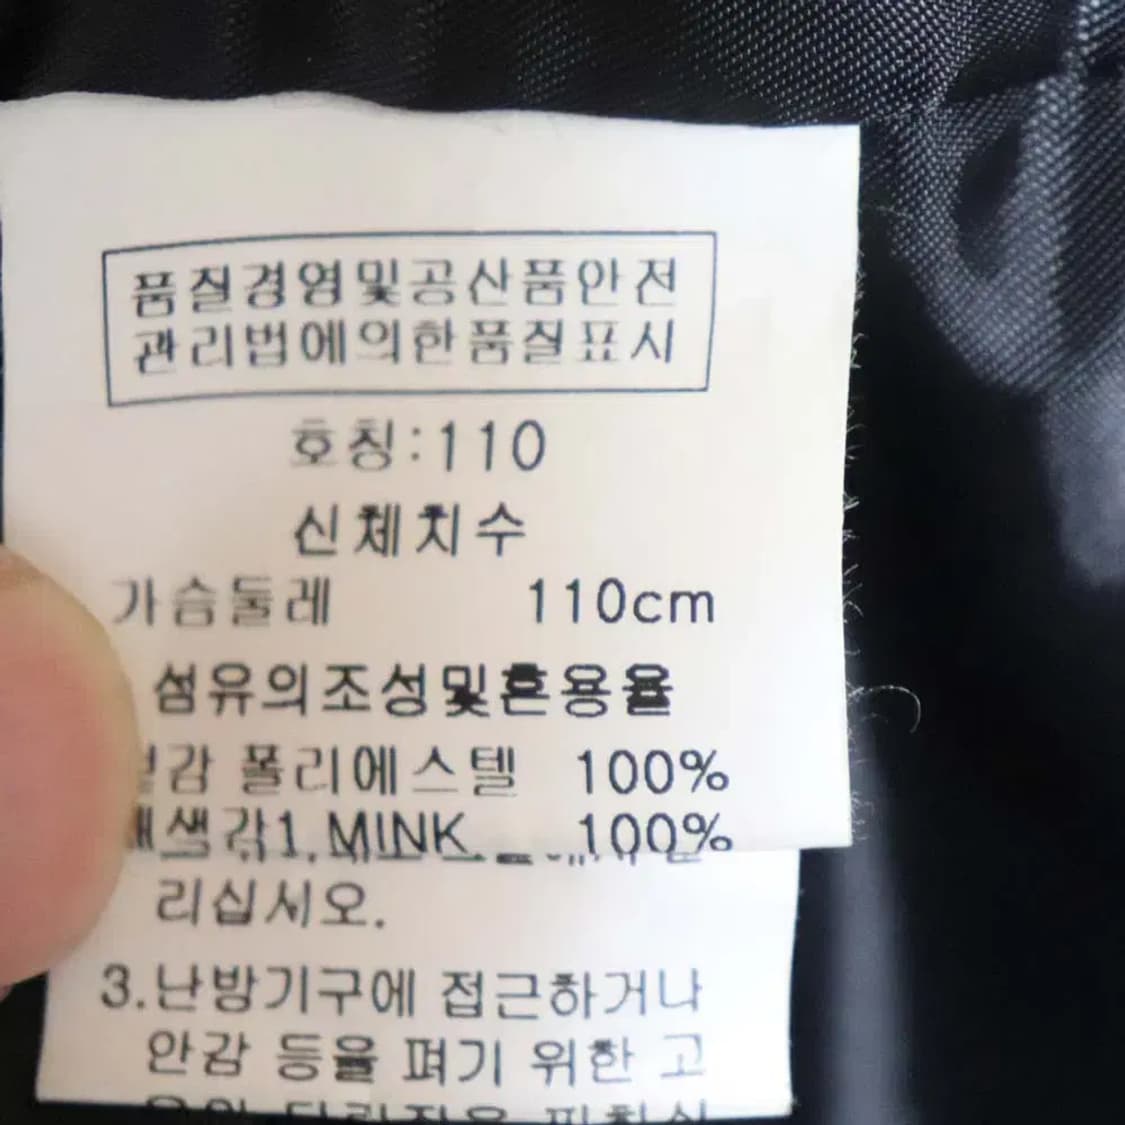 품질경영및공산품안전
관리법에의한품질표시
호칭:110
신체치수
가슴둘레 110cm
섬유의조성및혼용율
폴리에스텔 100%
MINK 100%
리십시오.
3.난방기구에 접근하거나
안감 등을 펴기 위한 고